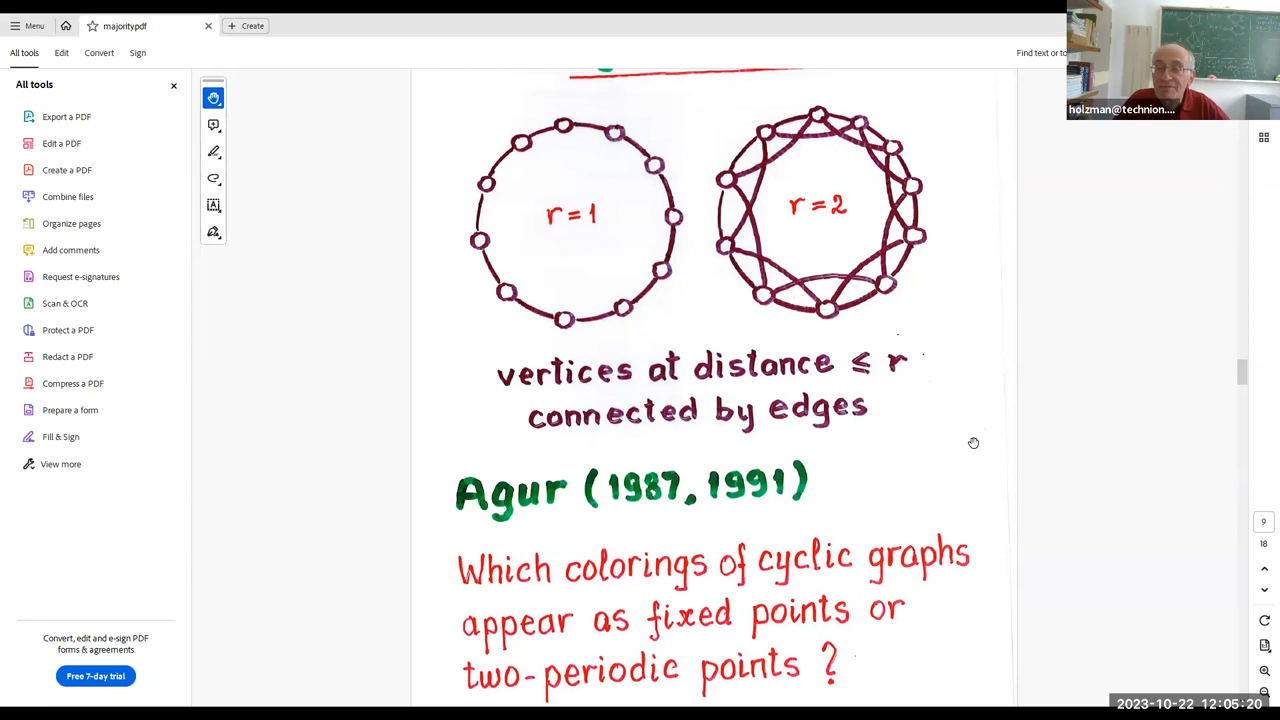 Menu
majoritypdf
Create
All tools
Edit
Convert
Sign
Find text or to
All tools
Export a PDF
Edit a PDF
Create a PDF
Combine files
Organize pages
Add comments
Request e-signatures
Scan & OCR
Protect a PDF
Redact a PDF
Compress a PDF
Prepare a form
Fill & Sign
View more
Convert, edit and e-sign PDF
forms & agreements.
Free 7-day trial
r=1
r=2
vertices at distance ≤ r
connected by edges
Agur (1987, 1991)
Which colorings of cyclic graphs
appear as fixed points or
two-periodic points ?
holzman@technion....
9
18
2023-10-22 12:05:20